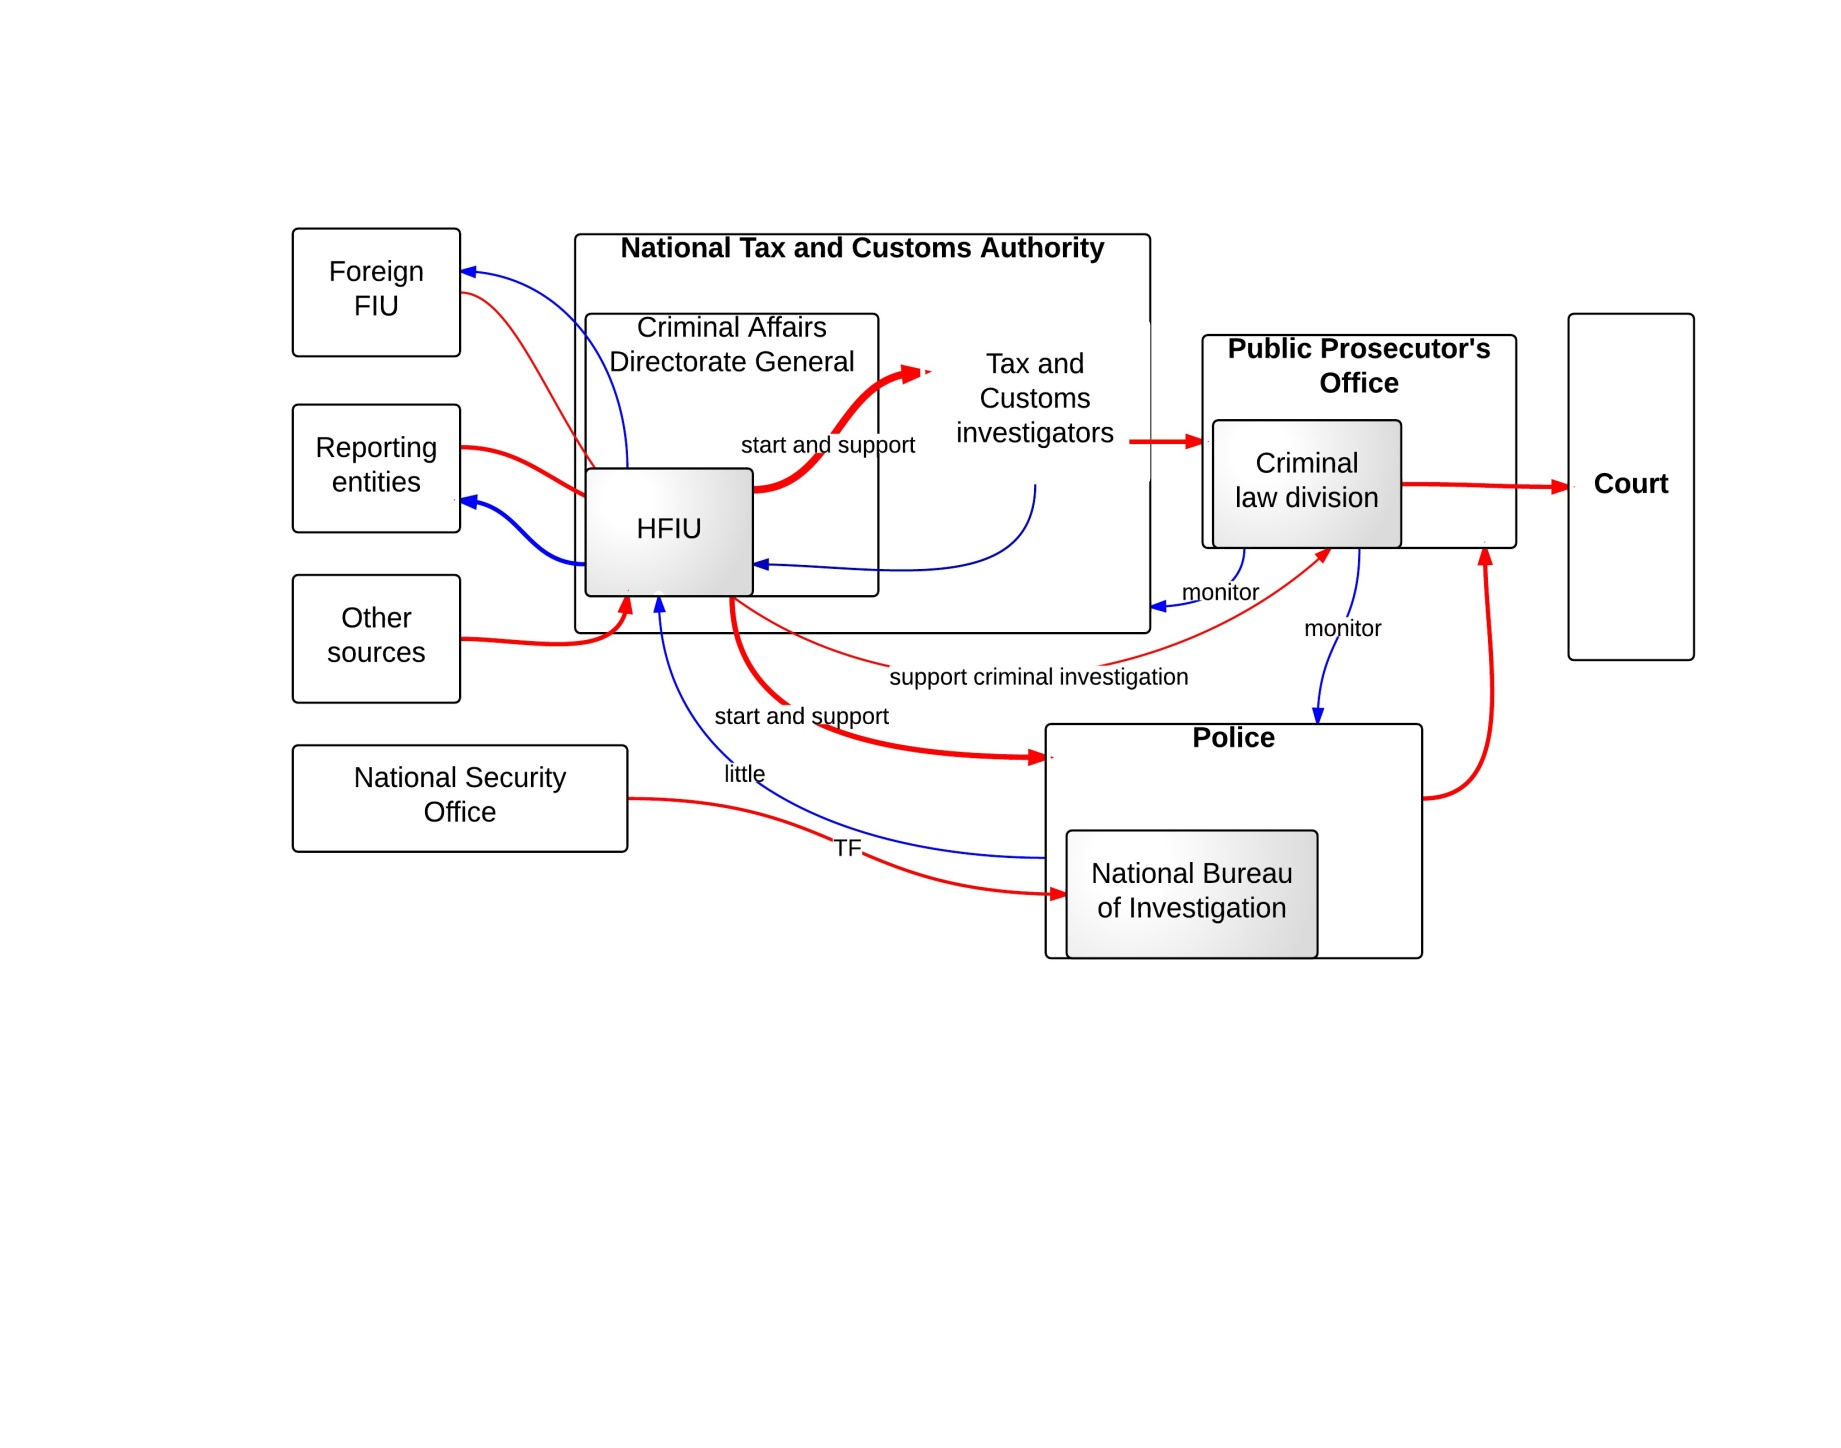 Foreign
FIU
Reporting
entities
Other
sources
National Security
Office
National Tax and Customs Authority
Criminal Affairs
Directorate General
start and support
HFIU
Tax and
Customs
investigators
Public Prosecutor's
Office
Criminal
law division
Court
monitor
monitor
support criminal investigation
start and support
little
TF
Police
National Bureau
of Investigation